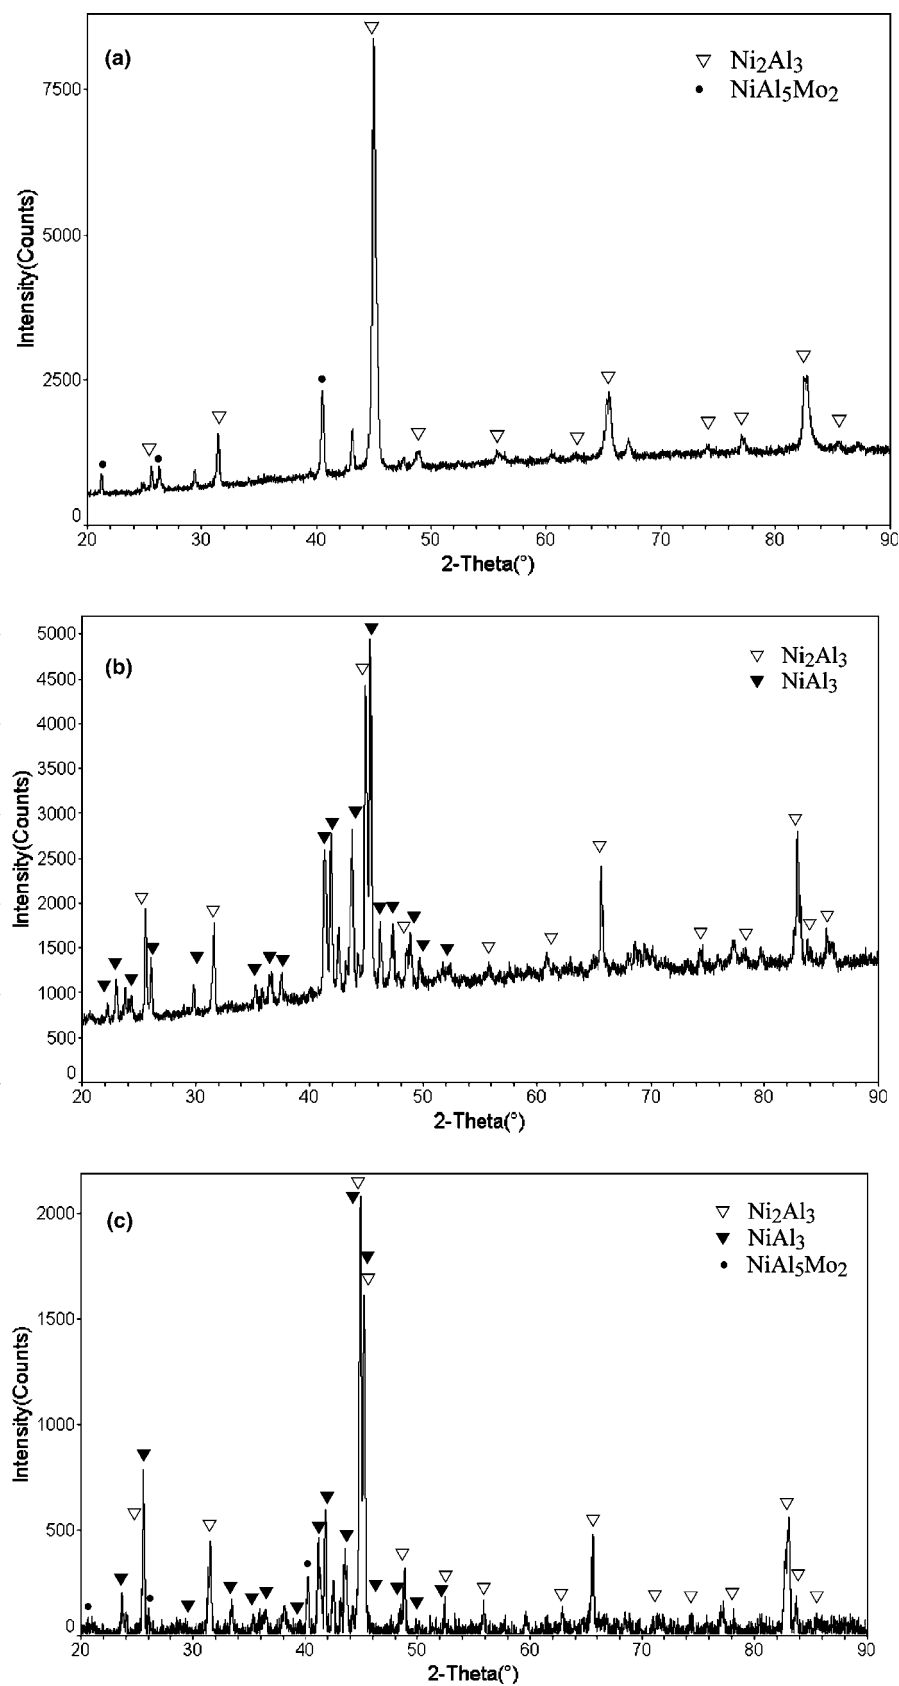 (a)
Ni2Al3
NiAl5Mo2
7500
5000
2500
0
Intensity(Counts)
20 30 40 50 60 70 80 90
2-Theta(°)
(b)
Ni2Al3
NiAl3
5000
4500
4000
3500
3000
2500
2000
1500
1000
500
0
Intensity(Counts)
20 30 40 50 60 70 80 90
2-Theta(°)
(c)
Ni2Al3
NiAl3
NiAl5Mo2
2000
1500
1000
500
0
Intensity(Counts)
20 30 40 50 60 70 80 90
2-Theta(°)